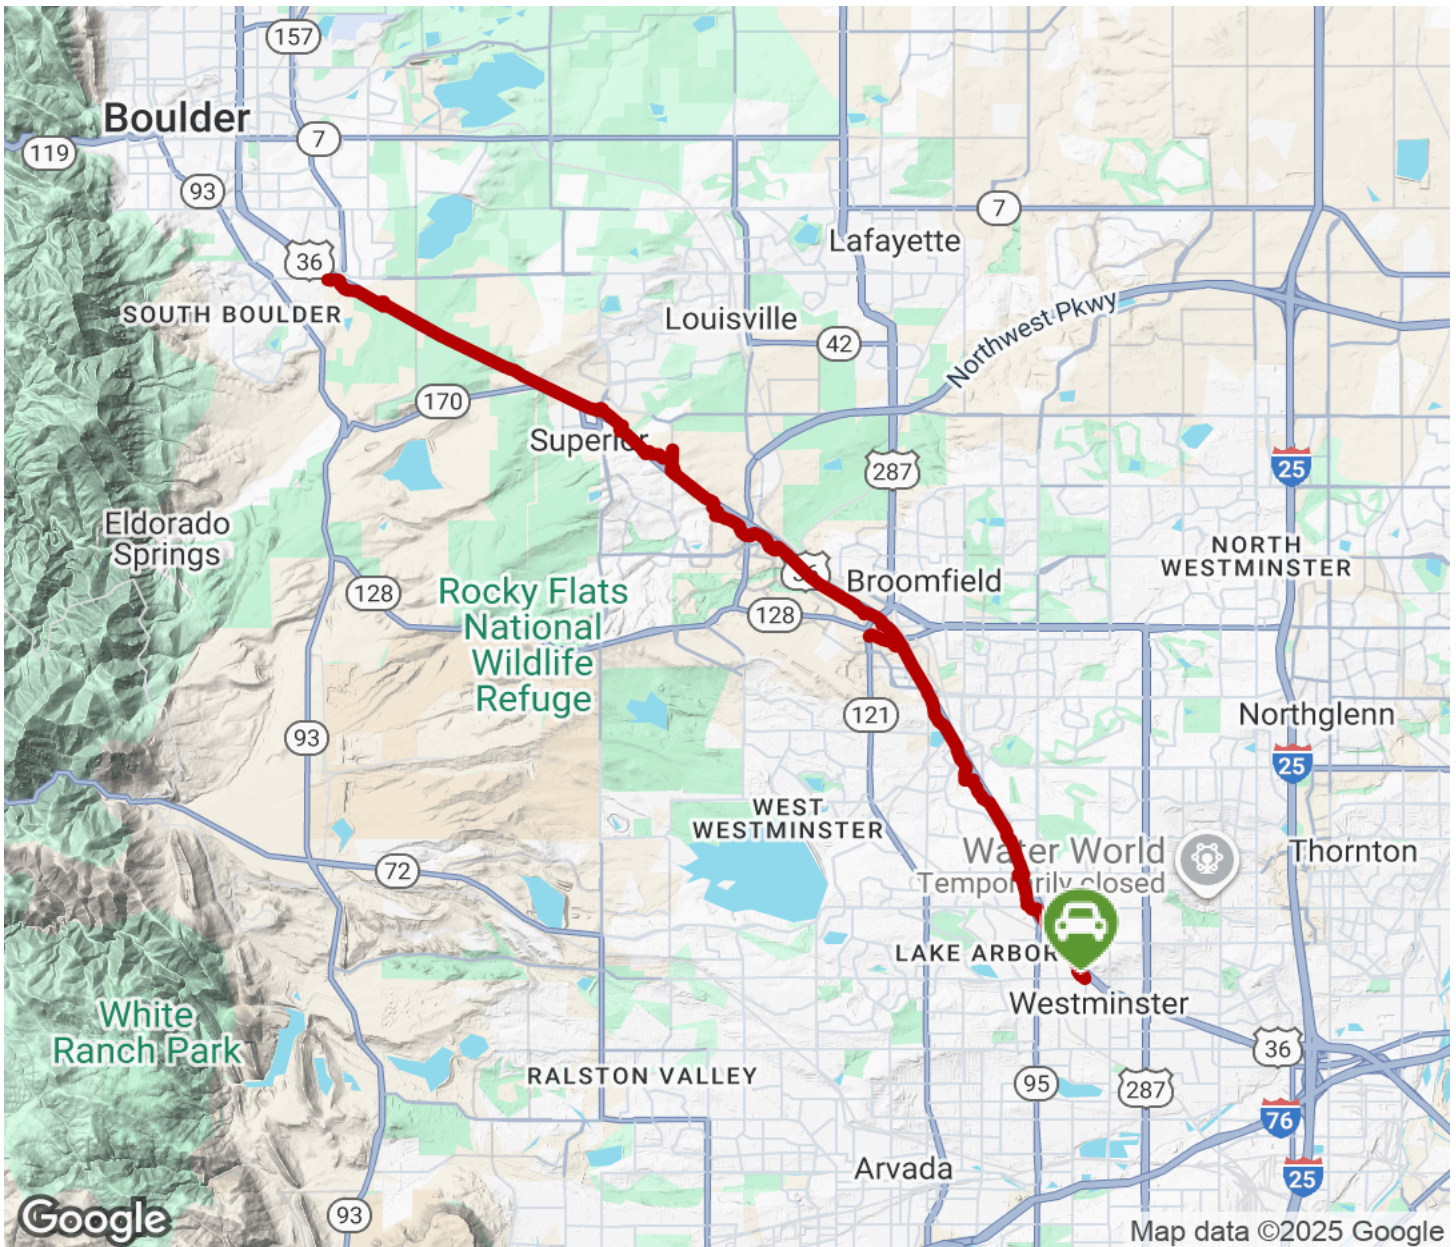 157
Boulder
7
119
93
7
36
Lafayette
SOUTH BOULDER
Louisville
42
Northwest Pkwy
170
Superior
287
25
Eldorado
Springs
NORTH
WESTMINSTER
36
Broomfield
128
Rocky Flats
National
Wildlife
Refuge
128
121
Northglenn
93
25
WEST
WESTMINSTER
Water World
Temporarily closed
Thornton
72
LAKE ARBOR
Westminster
White
Ranch Park
36
RALSTON VALLEY
95
287
76
Arvada
25
93
Google
Map data ©2025 Google